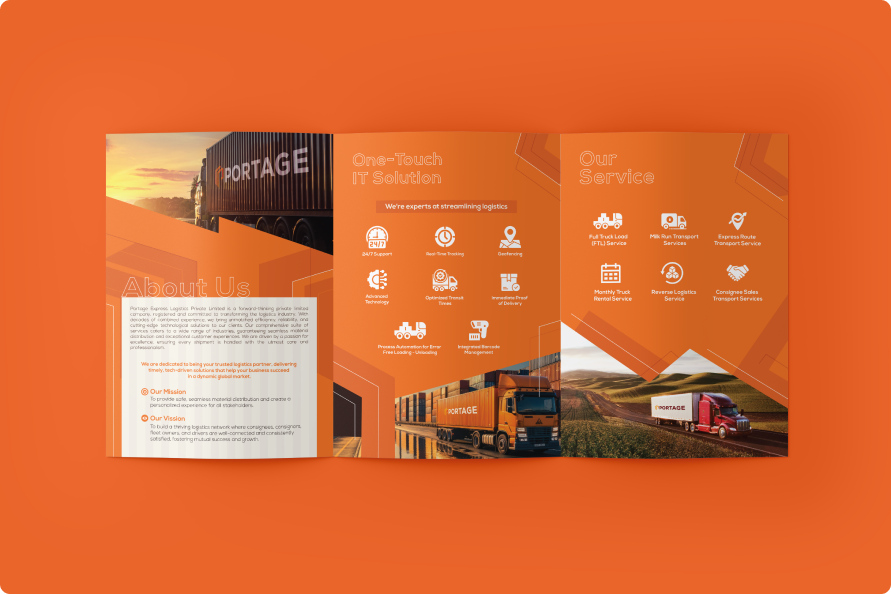 PORTAGE
About Us
Portage Express Logistics Private Limited is a forward-thinking private limited
company, registered and committed to transforming the logistics industry. With
decades of combined experience, we bring unmatched efficiency, reliability, and
cutting-edge technological solutions to our clients. Our comprehensive suite of
services caters to a wide range of industries, guaranteeing seamless material
distribution and exceptional customer experiences. We are driven by a passion for
excellence, ensuring every shipment is handled with the utmost care and
professionalism.
We are dedicated to being your trusted logistics partner, delivering
timely, tech-driven solutions that help your business succeed
in a dynamic global market.
Our Mission
To provide safe, seamless material distribution and create a
personalized experience for all stakeholders.
Our Vission
To build a thriving logistics network where consignees, consignors,
fleet owners, and drivers are well-connected and consistently
satisfied, fostering mutual success and growth.
One-Touch
IT Solution
We're experts at streamlining logistics
24/7
24/7 Support
Real-Time Tracking
Geofencing
Advanced
Technology
Optimized Transit
Times
Immediate Proof
of Delivery
Process Automation for Error
Free Loading - Unloading
Integrated Barcode
Management
PORTAGE
Our
Service
Full Truck Load
(FTL) Service
Milk Run Transport
Services
Express Route
Transport Service
Monthly Truck
Rental Service
Reverse Logistics
Service
Consignee Sales
Transport Services
PORTAGE